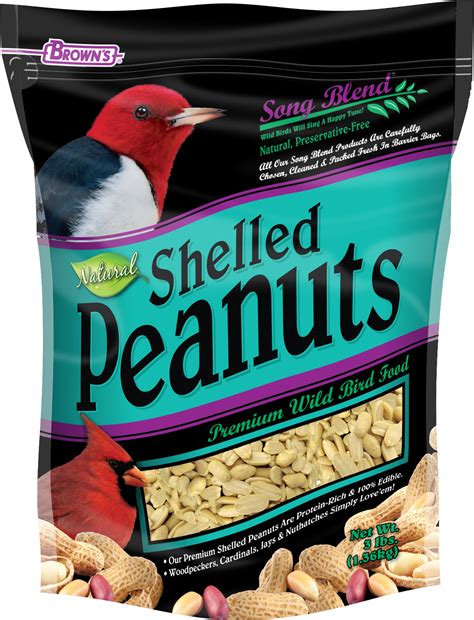 BROWN'S
Song Blend
Wild Birds Will Sing A Happy Tune!
Natural, Preservative-Free
All Our Song Blend Products Are Carefully
Chosen, Cleaned & Packed Fresh In Barrier Bags.
Natural
Shelled
Peanuts
Premium Wild Bird Food
• Our Premium Shelled Peanuts Are Protein-Rich & 100% Edible.
• Woodpeckers, Cardinals, Jays & Nuthatches Simply Love'em!
Net Wt.
3 lbs.
(1.36kg)